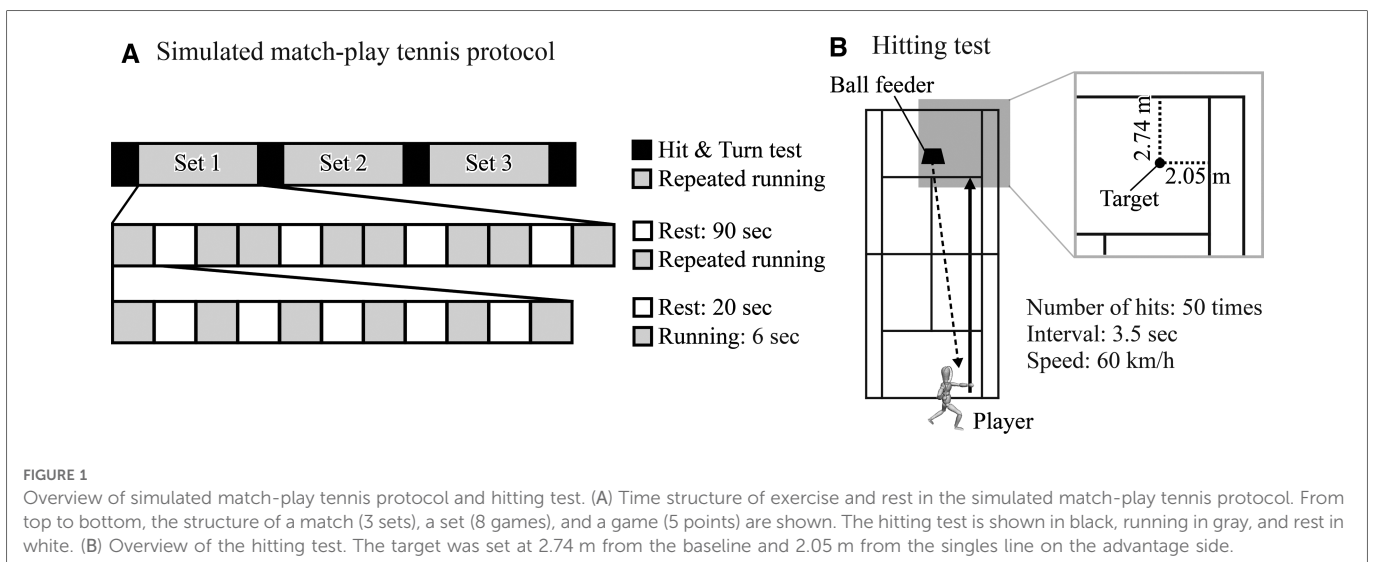 A Simulated match-play tennis protocol
Set 1
Set 2
Set 3
Hit & Turn test
Repeated running
Rest: 90 sec
Repeated running
Rest: 20 sec
Running: 6 sec
B Hitting test
Ball feeder
2.74 m
2.05 m
Target
Number of hits: 50 times
Interval: 3.5 sec
Speed: 60 km/h
Player
FIGURE 1
Overview of simulated match-play tennis protocol and hitting test. (A) Time structure of exercise and rest in the simulated match-play tennis protocol. From
top to bottom, the structure of a match (3 sets), a set (8 games), and a game (5 points) are shown. The hitting test is shown in black, running in gray, and rest in
white. (B) Overview of the hitting test. The target was set at 2.74 m from the baseline and 2.05 m from the singles line on the advantage side.